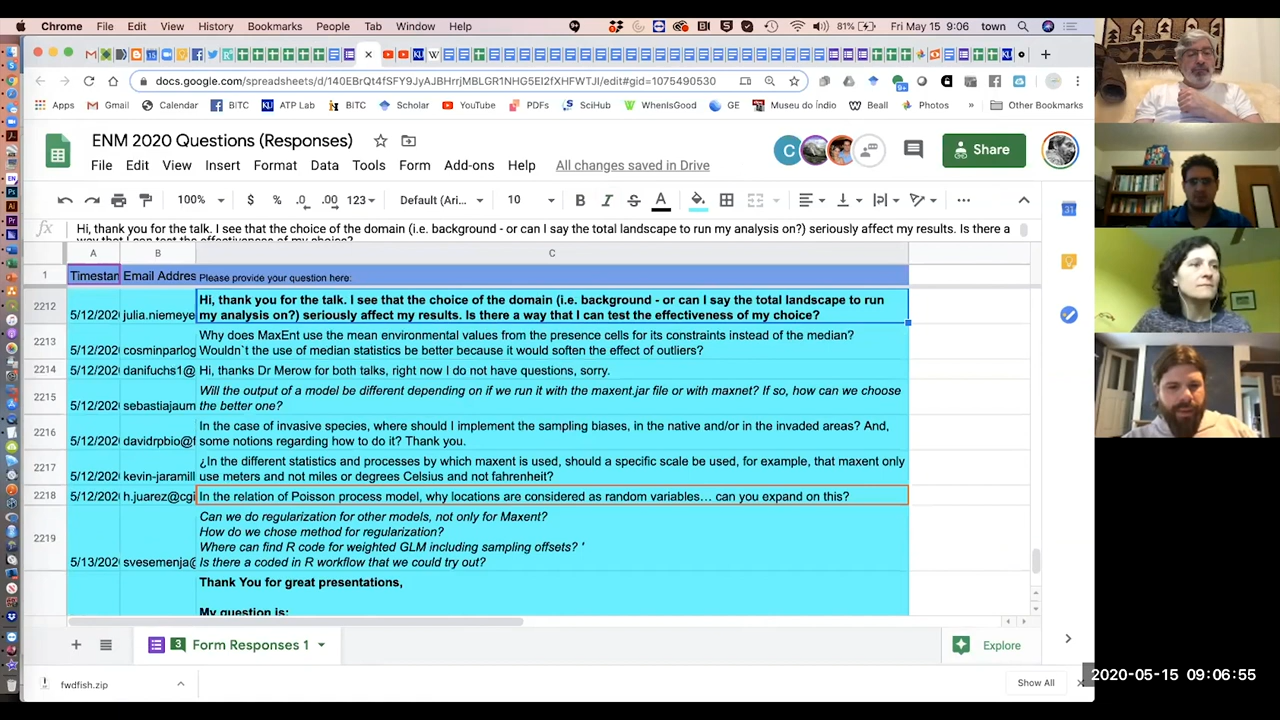 Chrome File Edit View History Bookmarks People Tab Window Help 81% Fri May 15 9:06 town
docs.google.com/spreadsheets/d/140EBrQt4fSFY9JyAJBHrrjMBLGR1NHG5EI2fXHFWTJI/edit#gid=1075490530
Apps Gmail Calendar BITC ATP Lab BITC Scholar YouTube PDFs SciHub WhenIsGood GE Museu do Índio Beall Photos » Other Bookmarks
ENM 2020 Questions (Responses)
Share
File Edit View Insert Format Data Tools Form Add-ons Help All changes saved in Drive
100% $ % .0 .00 123 Default (Ari... 10 B I S A
fx Hi, thank you for the talk. I see that the choice of the domain (i.e. background - or can I say the total landscape to run my analysis on?) seriously affect my results. Is there a
way that I can test the effectiveness of my choice?
A B C
1 Timestan Email Addres Please provide your question here:
2212 5/12/202 julia.niemeye Hi, thank you for the talk. I see that the choice of the domain (i.e. background - or can I say the total landscape to run
my analysis on?) seriously affect my results. Is there a way that I can test the effectiveness of my choice?
2213 5/12/202 cosminparlog Why does MaxEnt use the mean environmental values from the presence cells for its constraints instead of the median?
Wouldn`t the use of median statistics be better because it would soften the effect of outliers?
2214 5/12/202 danifuchs1@ Hi, thanks Dr Merow for both talks, right now I do not have questions, sorry.
2215 5/12/202 sebastiajaum Will the output of a model be different depending on if we run it with the maxent.jar file or with maxnet? If so, how can we choose
the better one?
2216 5/12/202 davidrpbio@f In the case of invasive species, where should I implement the sampling biases, in the native and/or in the invaded areas? And,
some notions regarding how to do it? Thank you.
2217 5/12/202 kevin-jaramill ¿In the different statistics and processes by which maxent is used, should a specific scale be used, for example, that maxent only
use meters and not miles or degrees Celsius and not fahrenheit?
2218 5/12/202 h.juarez@cgi In the relation of Poisson process model, why locations are considered as random variables… can you expand on this?
2219 5/13/202 svesemenja@ Can we do regularization for other models, not only for Maxent?
How do we chose method for regularization?
Where can find R code for weighted GLM including sampling offsets? '
Is there a coded in R workflow that we could try out?
Thank You for great presentations,
My question is:
3 Form Responses 1 Explore
fwdfish.zip Show All
2020-05-15 09:06:55